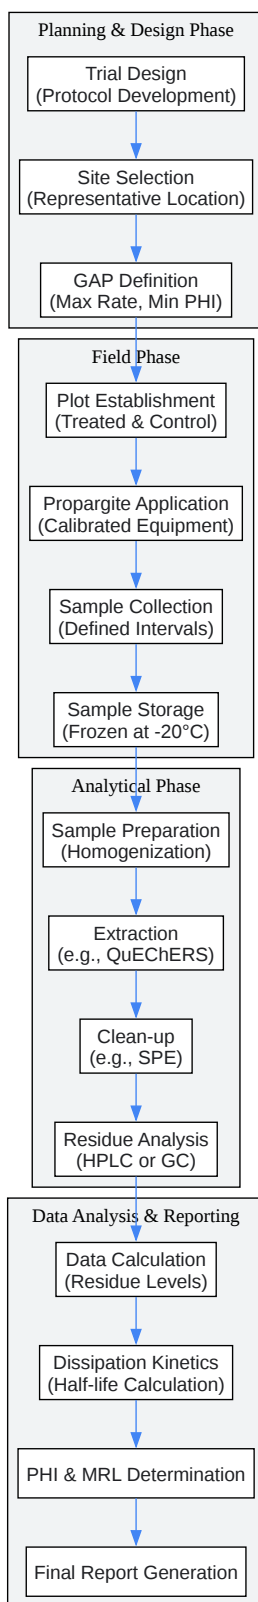 Planning & Design Phase
Trial Design
(Protocol Development)
Site Selection
(Representative Location)
GAP Definition
(Max Rate, Min PHI)
Field Phase
Plot Establishment
(Treated & Control)
Propargite Application
(Calibrated Equipment)
Sample Collection
(Defined Intervals)
Sample Storage
(Frozen at -20°C)
Analytical Phase
Sample Preparation
(Homogenization)
Extraction
(e.g., QuEChERS)
Clean-up
(e.g., SPE)
Residue Analysis
(HPLC or GC)
Data Analysis & Reporting
Data Calculation
(Residue Levels)
Dissipation Kinetics
(Half-life Calculation)
PHI & MRL Determination
Final Report Generation